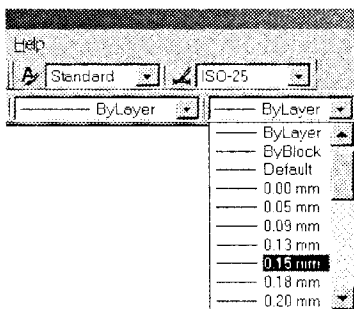 Help
Standard ISO-25
ByLayer ByLayer
ByLayer
ByBlock
Default
0.00 mm
0.05 mm
0.09 mm
0.13 mm
0.15 mm
0.18 mm
0.20 mm